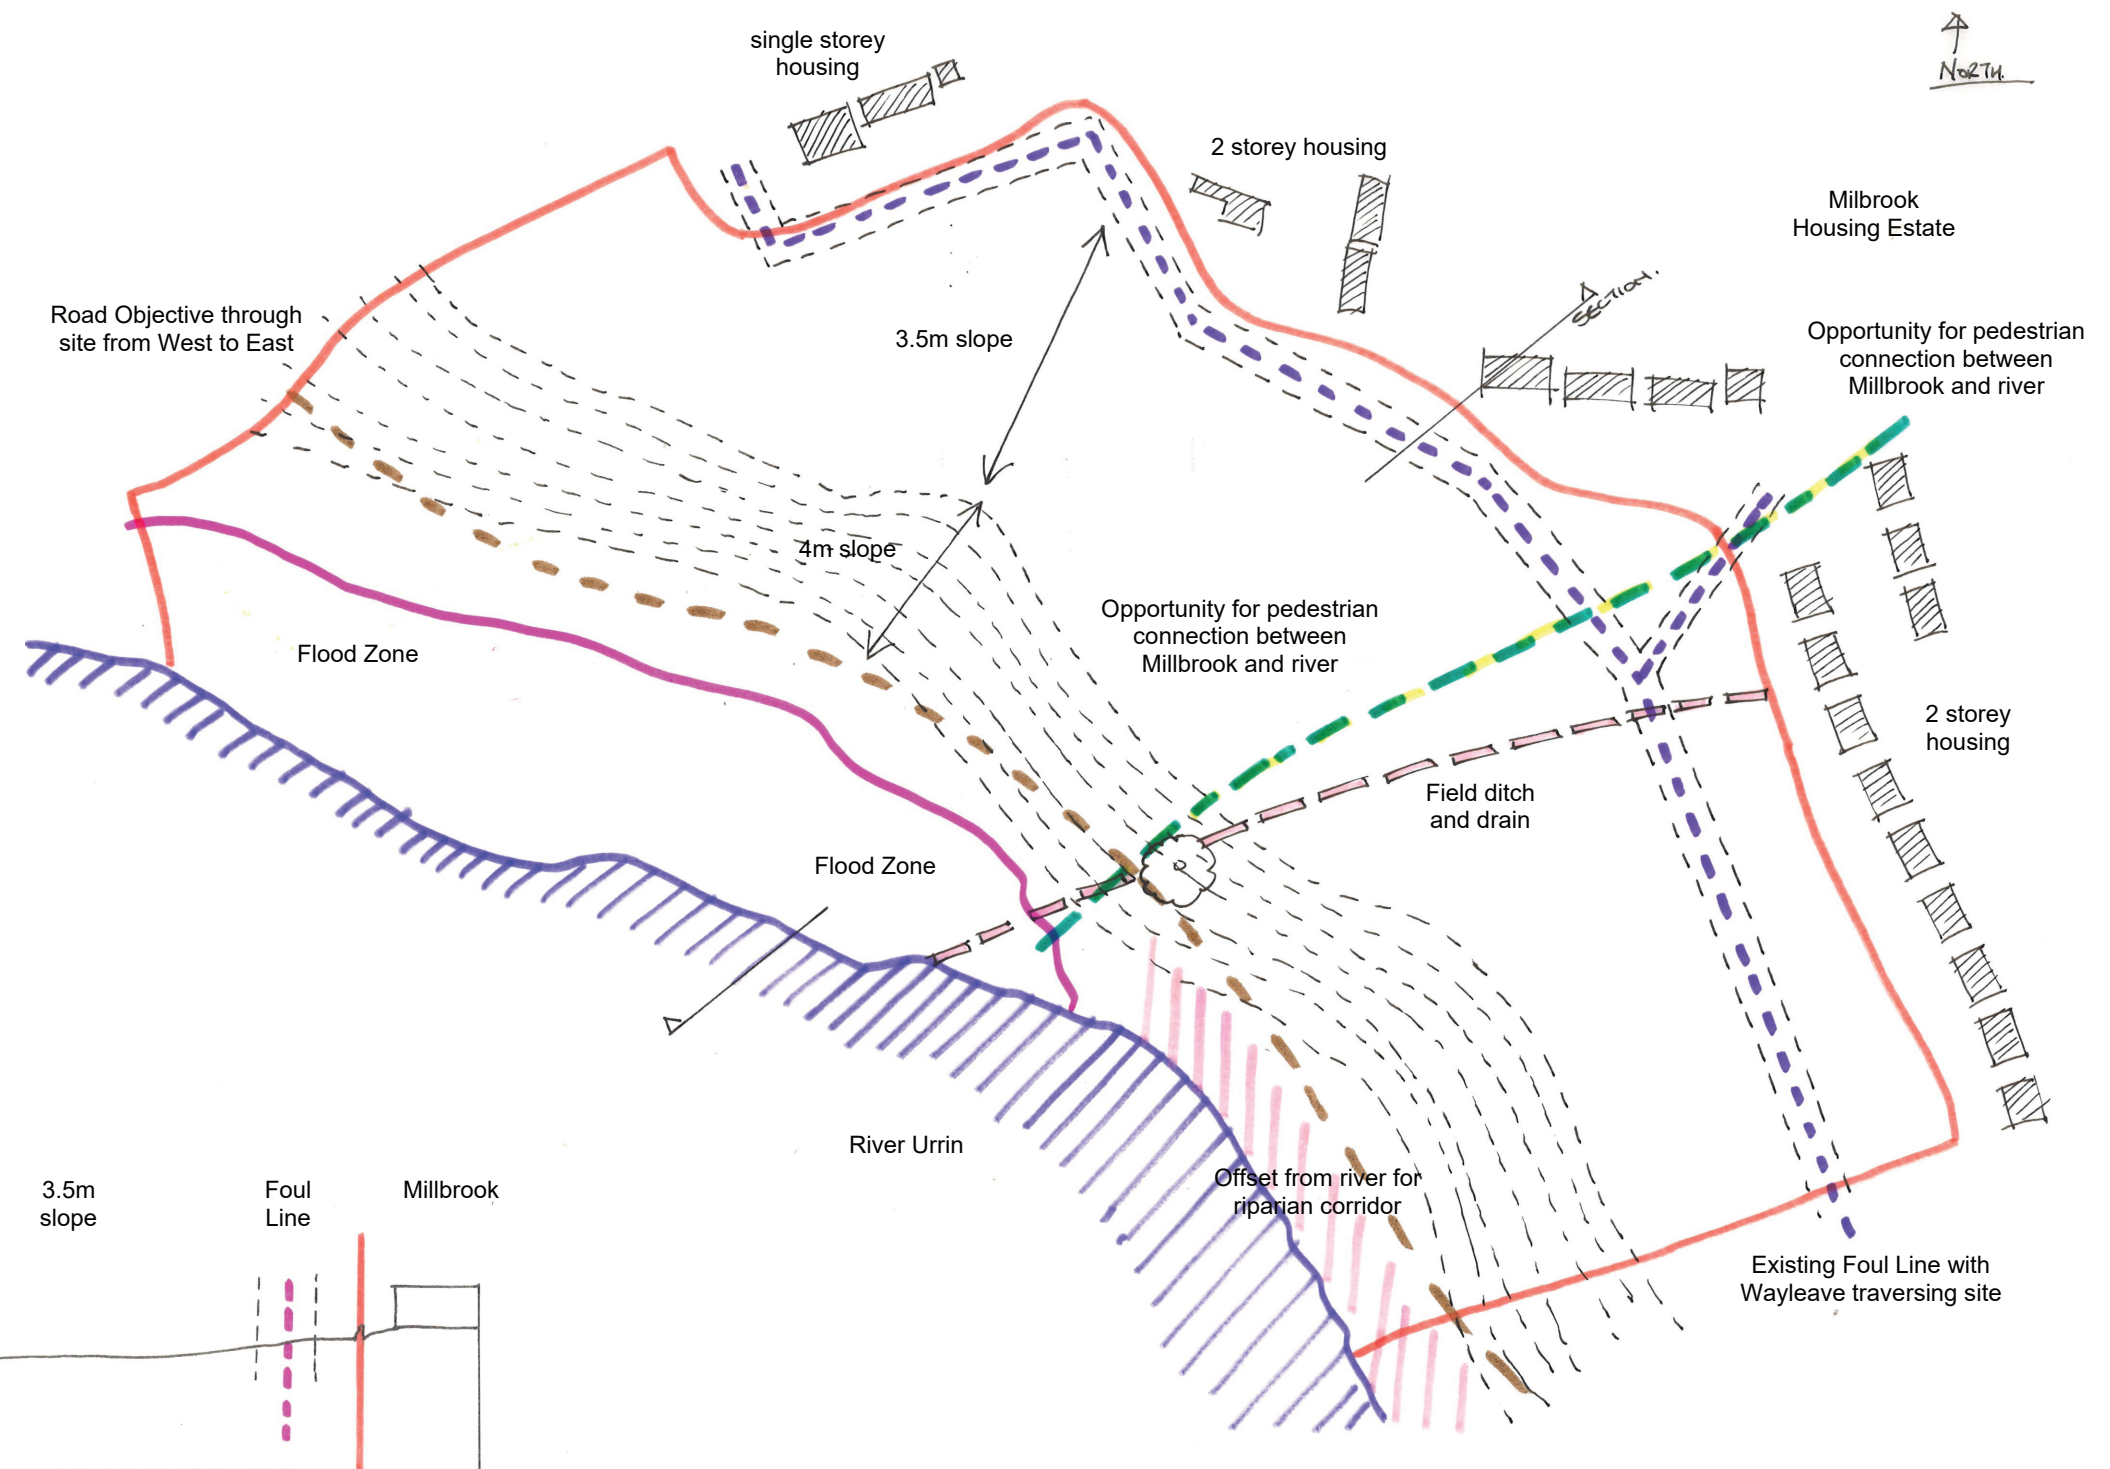 single storey
housing
NORTH.
2 storey housing
Milbrook
Housing Estate
SECTION.
Road Objective through
site from West to East
3.5m slope
Opportunity for pedestrian
connection between
Millbrook and river
4m slope
Opportunity for pedestrian
connection between
Millbrook and river
Flood Zone
2 storey
housing
Field ditch
and drain
Flood Zone
River Urrin
Offset from river for
riparian corridor
3.5m
slope
Foul
Line
Millbrook
Existing Foul Line with
Wayleave traversing site